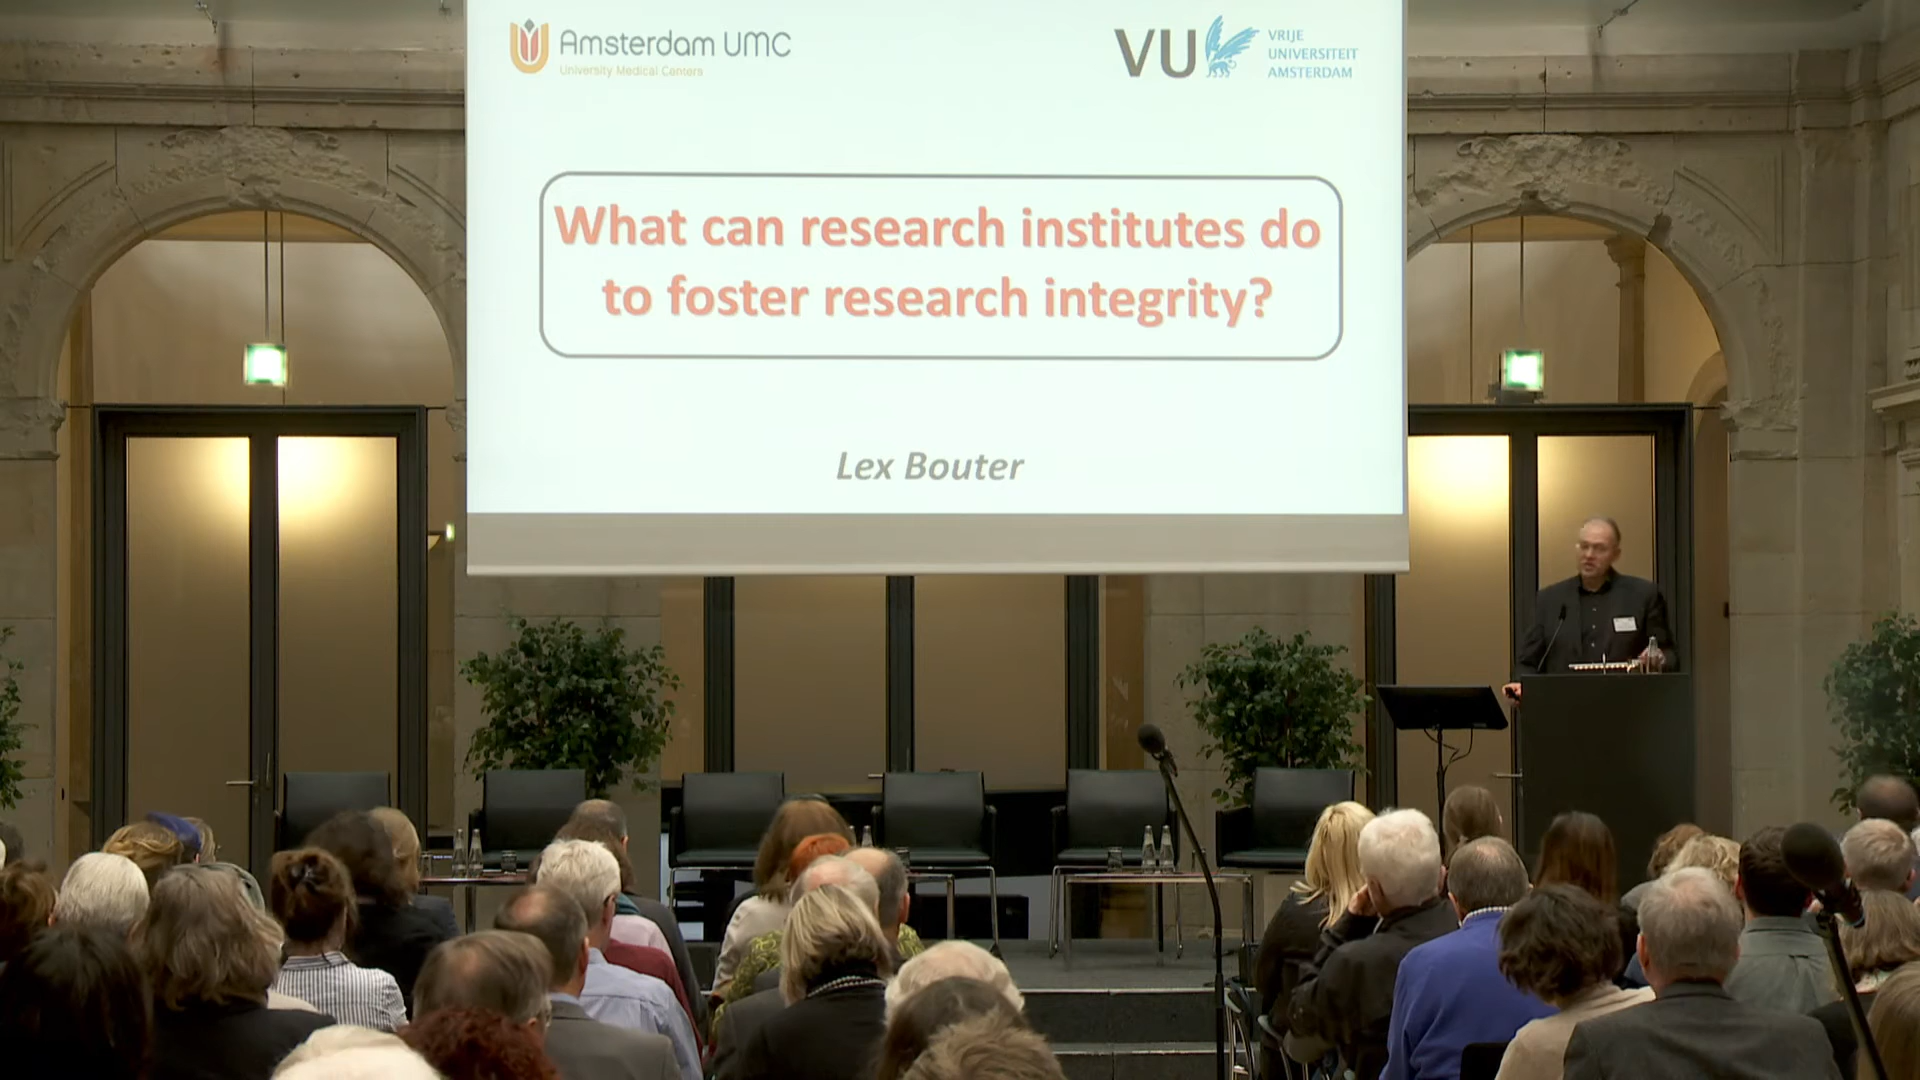 Amsterdam UMC
University Medical Centers
VU
VRIJE
UNIVERSITEIT
AMSTERDAM
What can research institutes do
to foster research integrity?
Lex Bouter